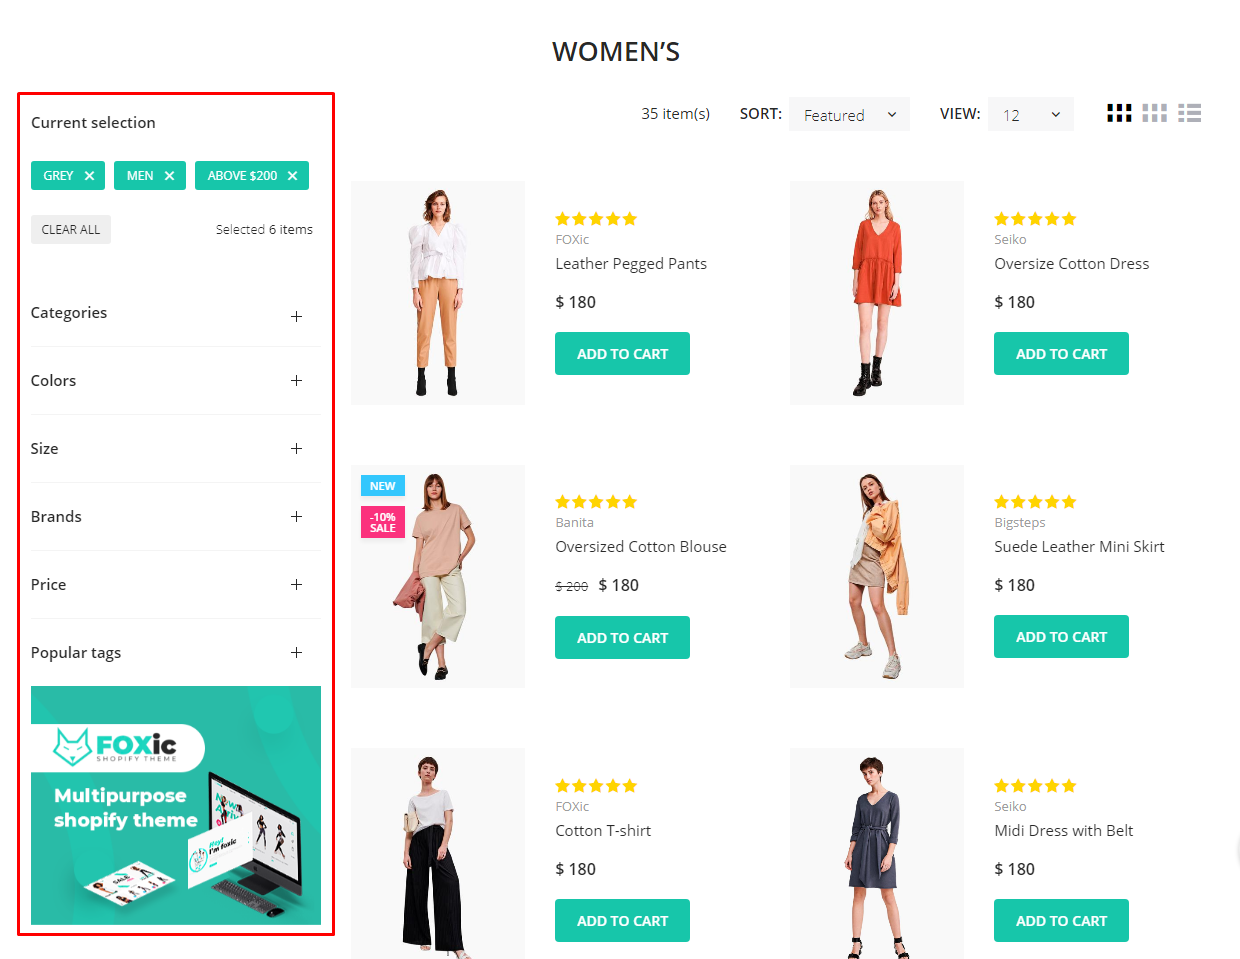 WOMEN'S
Current selection
GREY
MEN
ABOVE $200
CLEAR ALL
Selected 6 items
Categories
Colors
Size
Brands
Price
Popular tags
FOXic
SHOPIFY THEME
Multipurpose
shopify theme
Hey!
I'm foxic
SALE
35 item(s)
SORT: Featured
VIEW: 12
FOXic
Leather Pegged Pants
$ 180
ADD TO CART
Seiko
Oversize Cotton Dress
$ 180
ADD TO CART
NEW
-10%
SALE
Banita
Oversized Cotton Blouse
$ 200 $ 180
ADD TO CART
Bigsteps
Suede Leather Mini Skirt
$ 180
ADD TO CART
FOXic
Cotton T-shirt
$ 180
ADD TO CART
Seiko
Midi Dress with Belt
$ 180
ADD TO CART